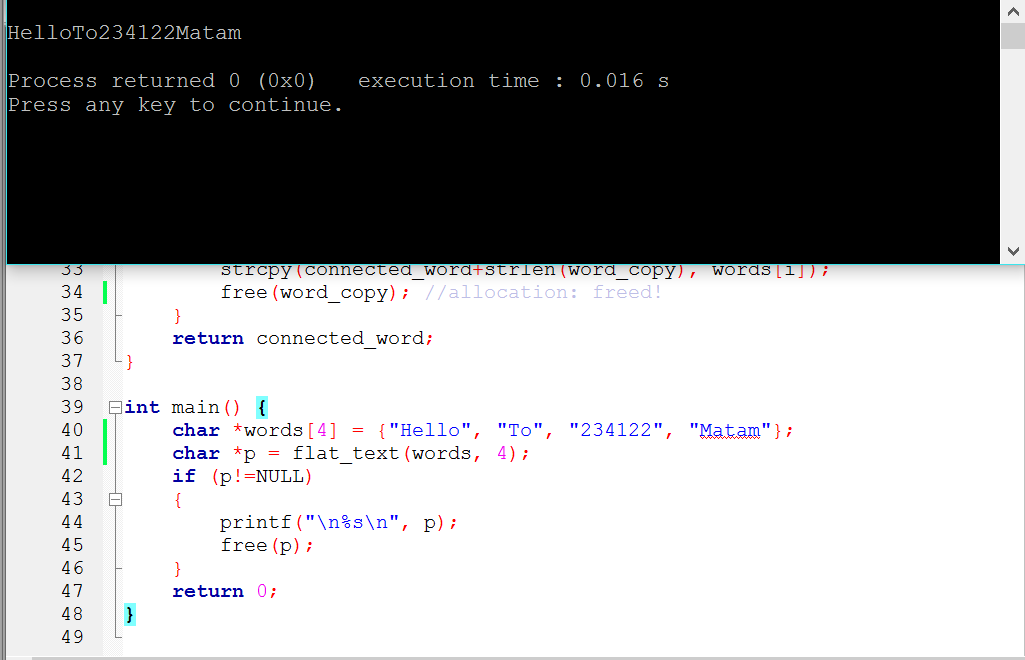 HelloTo234122Matam
Process returned 0 (0x0)   execution time : 0.016 s
Press any key to continue.
33         strcpy(connected_word+strlen(word_copy), words[i]);
34         free(word_copy); //allocation: freed!
35     }
36     return connected_word;
37 }
38
39 int main() {
40     char *words[4] = {"Hello", "To", "234122", "Matam"};
41     char *p = flat_text(words, 4);
42     if (p!=NULL)
43     {
44         printf("\n%s\n", p);
45         free(p);
46     }
47     return 0;
48 }
49